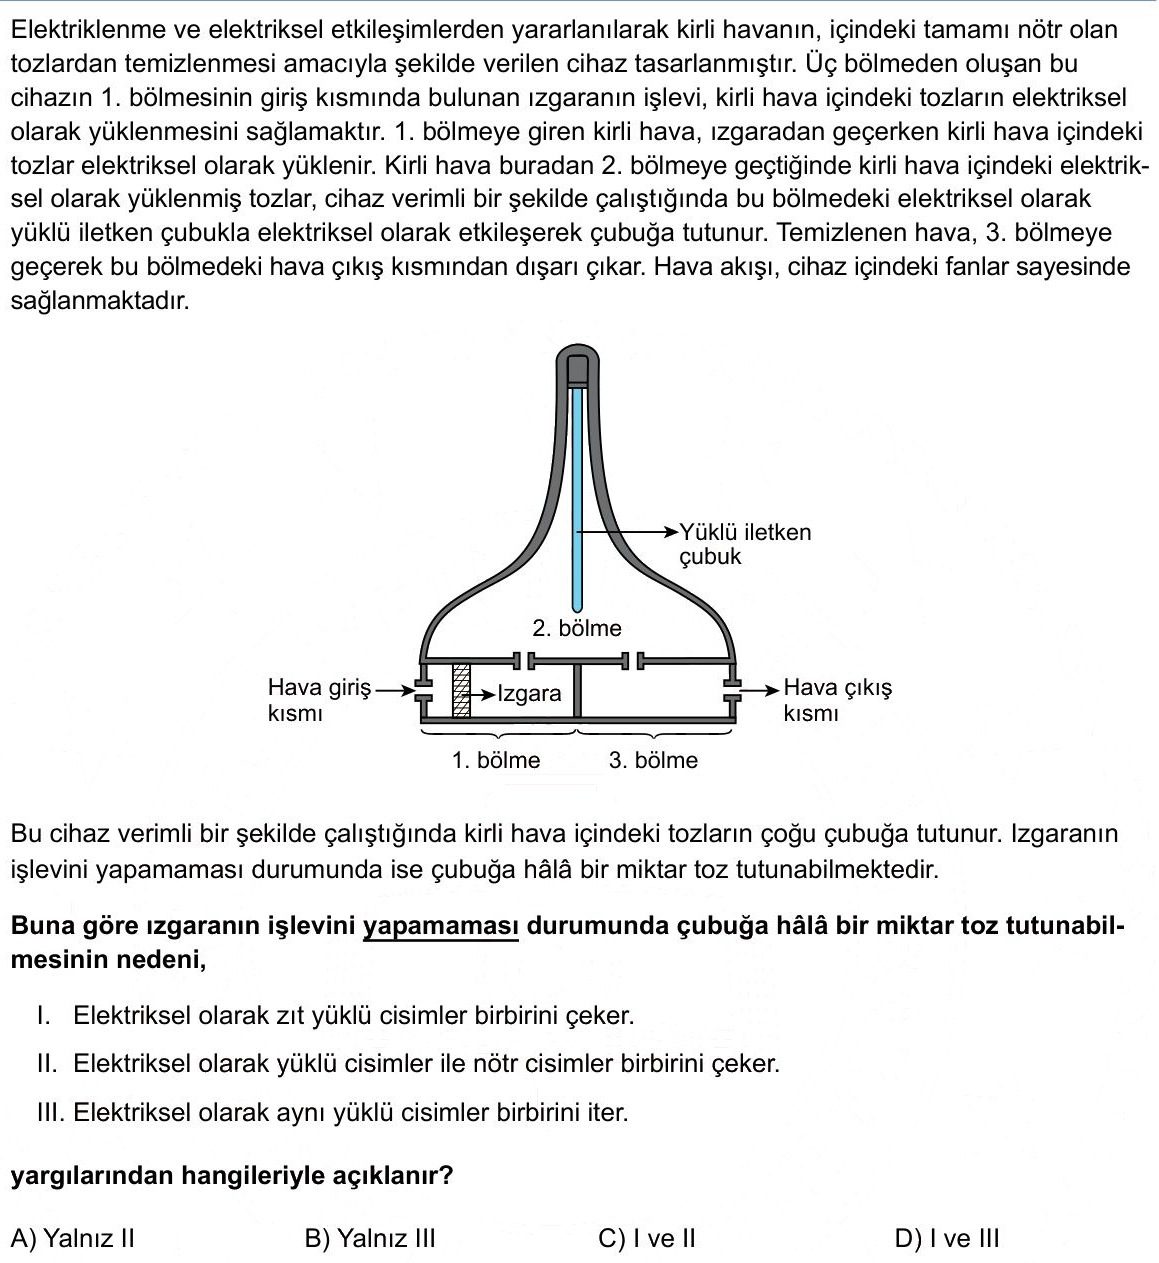 Elektriklenme ve elektriksel etkileşimlerden yararlanılarak kirli havanın, içindeki tamamı nötr olan
tozlardan temizlenmesi amacıyla şekilde verilen cihaz tasarlanmıştır. Üç bölmeden oluşan bu
cihazın 1. bölmesinin giriş kısmında bulunan ızgaranın işlevi, kirli hava içindeki tozların elektriksel
olarak yüklenmesini sağlamaktır. 1. bölmeye giren kirli hava, ızgaradan geçerken kirli hava içindeki
tozlar elektriksel olarak yüklenir. Kirli hava buradan 2. bölmeye geçtiğinde kirli hava içindeki elektrik-
sel olarak yüklenmiş tozlar, cihaz verimli bir şekilde çalıştığında bu bölmedeki elektriksel olarak
yüklü iletken çubukla elektriksel olarak etkileşerek çubuğa tutunur. Temizlenen hava, 3. bölmeye
geçerek bu bölmedeki hava çıkış kısmından dışarı çıkar. Hava akışı, cihaz içindeki fanlar sayesinde
sağlanmaktadır.
Yüklü iletken
çubuk
2. bölme
Hava giriş
kısmı
Izgara
Hava çıkış
kısmı
1. bölme
3. bölme
Bu cihaz verimli bir şekilde çalıştığında kirli hava içindeki tozların çoğu çubuğa tutunur. Izgaranın
işlevini yapamaması durumunda ise çubuğa hâlâ bir miktar toz tutunabilmektedir.
Buna göre ızgaranın işlevini yapamaması durumunda çubuğa hâlâ bir miktar toz tutunabil-
mesinin nedeni,
I. Elektriksel olarak zıt yüklü cisimler birbirini çeker.
II. Elektriksel olarak yüklü cisimler ile nötr cisimler birbirini çeker.
III. Elektriksel olarak aynı yüklü cisimler birbirini iter.
yargılarından hangileriyle açıklanır?
A) Yalnız II B) Yalnız III C) I ve II D) I ve III